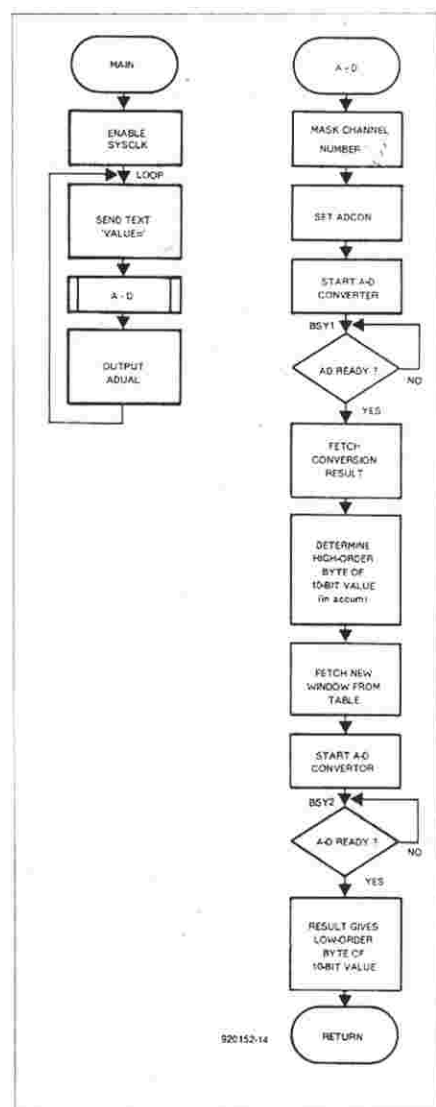 MAIN
ENABLE
SYSCLK
LOOP
SEND TEXT
'VALUE='
A - D
OUTPUT
ADUAL
A - D
MASK CHANNEL
NUMBER
SET ADCON
START A-D
CONVERTER
BSY1
AD READY ?
NO
YES
FETCH
CONVERSION
RESULT
DETERMINE
HIGH-ORDER
BYTE OF
10-BIT VALUE
(in accum)
FETCH NEW
WINDOW FROM
TABLE
START A-D
CONVERTOR
BSY2
A-D READY ?
NO
YES
RESULT GIVES
LOW-ORDER
BYTE OF
10-BIT VALUE
RETURN
920152-14